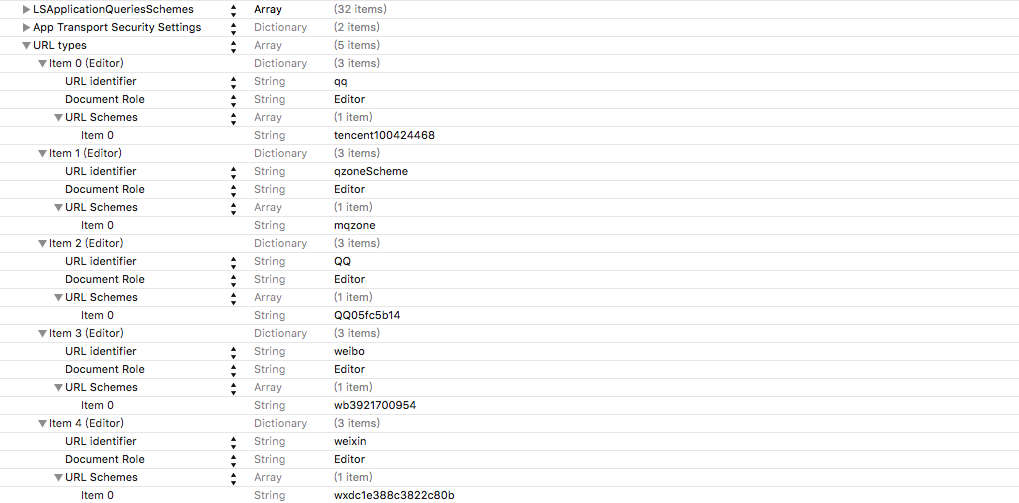 LSApplicationQueriesSchemes Array (32 items)
App Transport Security Settings Dictionary (2 items)
URL types Array (5 items)
Item 0 (Editor) Dictionary (3 items)
URL identifier String qq
Document Role String Editor
URL Schemes Array (1 item)
Item 0 String tencent100424468
Item 1 (Editor) Dictionary (3 items)
URL identifier String qzoneScheme
Document Role String Editor
URL Schemes Array (1 item)
Item 0 String mqzone
Item 2 (Editor) Dictionary (3 items)
URL identifier String QQ
Document Role String Editor
URL Schemes Array (1 item)
Item 0 String QQ05fc5b14
Item 3 (Editor) Dictionary (3 items)
URL identifier String weibo
Document Role String Editor
URL Schemes Array (1 item)
Item 0 String wb3921700954
Item 4 (Editor) Dictionary (3 items)
URL identifier String weixin
Document Role String Editor
URL Schemes Array (1 item)
Item 0 String wxdc1e388c3822c80b